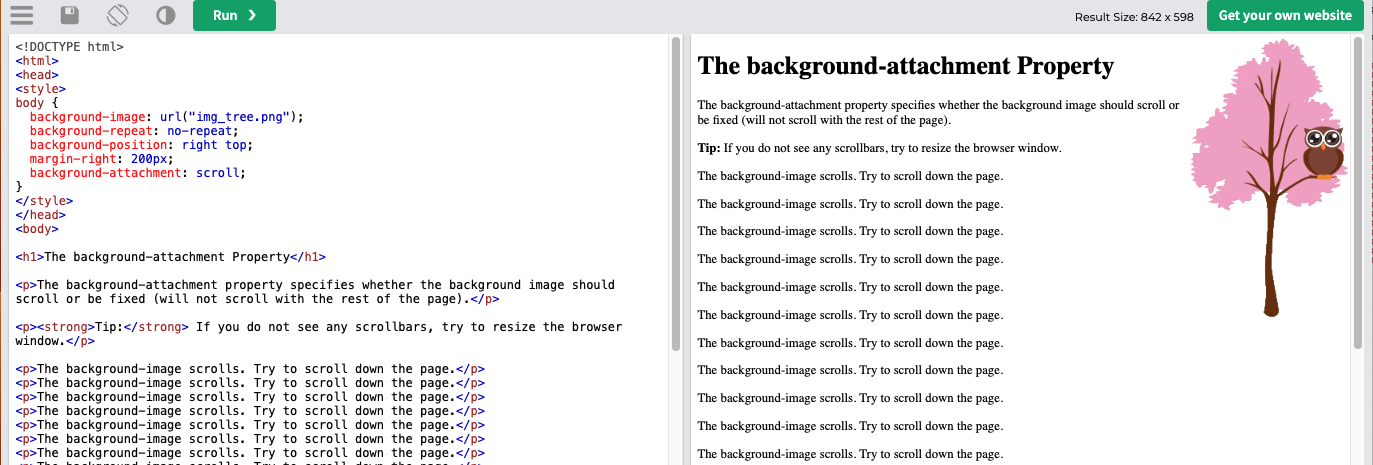 Run ❯
Result Size: 842 x 598
Get your own website
<!DOCTYPE html>
<html>
<head>
<style>
body {
  background-image: url("img_tree.png");
  background-repeat: no-repeat;
  background-position: right top;
  margin-right: 200px;
  background-attachment: scroll;
}
</style>
</head>
<body>
<h1>The background-attachment Property</h1>
<p>The background-attachment property specifies whether the background image should
scroll or be fixed (will not scroll with the rest of the page).</p>
<p><strong>Tip:</strong> If you do not see any scrollbars, try to resize the browser
window.</p>
<p>The background-image scrolls. Try to scroll down the page.</p>
<p>The background-image scrolls. Try to scroll down the page.</p>
<p>The background-image scrolls. Try to scroll down the page.</p>
<p>The background-image scrolls. Try to scroll down the page.</p>
<p>The background-image scrolls. Try to scroll down the page.</p>
<p>The background-image scrolls. Try to scroll down the page.</p>
<p>The background-image scrolls. Try to scroll down the page.</p>
The background-attachment Property
The background-attachment property specifies whether the background image should scroll or
be fixed (will not scroll with the rest of the page).
Tip: If you do not see any scrollbars, try to resize the browser window.
The background-image scrolls. Try to scroll down the page.
The background-image scrolls. Try to scroll down the page.
The background-image scrolls. Try to scroll down the page.
The background-image scrolls. Try to scroll down the page.
The background-image scrolls. Try to scroll down the page.
The background-image scrolls. Try to scroll down the page.
The background-image scrolls. Try to scroll down the page.
The background-image scrolls. Try to scroll down the page.
The background-image scrolls. Try to scroll down the page.
The background-image scrolls. Try to scroll down the page.
The background-image scrolls. Try to scroll down the page.